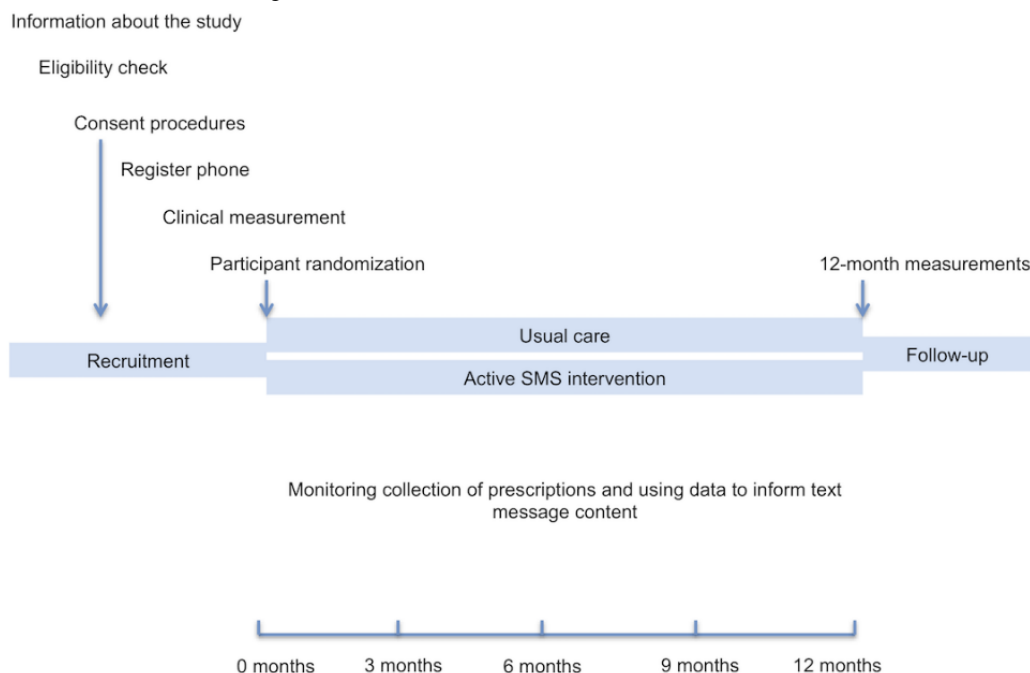 Information about the study
Eligibility check
Consent procedures
Register phone
Clinical measurement
Participant randomization
12-month measurements
Usual care
Recruitment
Follow-up
Active SMS intervention
Monitoring collection of prescriptions and using data to inform text
message content
0 months
3 months
6 months
9 months
12 months